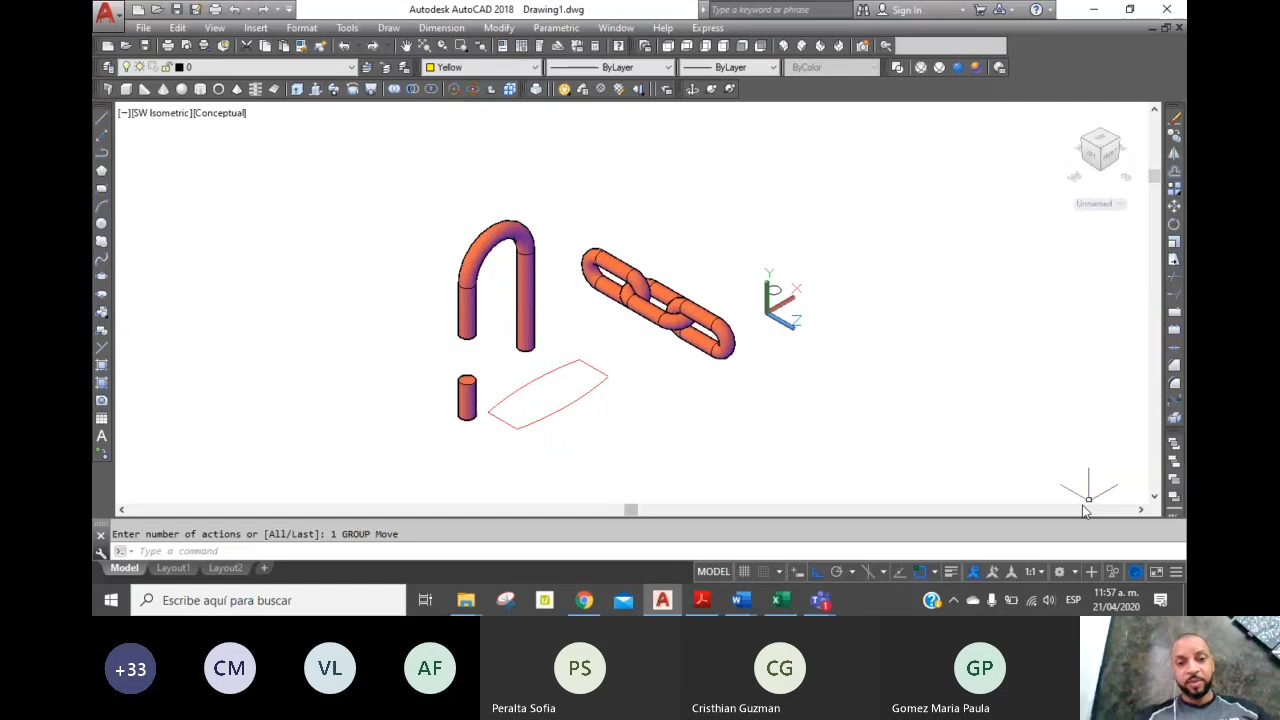 Autodesk AutoCAD 2018 Drawing1.dwg
Type a keyword or phrase
Sign In
File Edit View Insert Format Tools Draw Dimension Modify Parametric Window Help Express
0
Yellow
ByLayer
ByLayer
ByColor
[−][SW Isometric][Conceptual]
TOP
Unnamed
Y
X
Z
Enter number of actions or [All/Last]: 1 GROUP Move
Type a command
Model Layout1 Layout2 +
MODEL
1:1
Escribe aquí para buscar
ESP
11:57 a. m.
21/04/2020
+33
CM
VL
AF
PS
CG
GP
Peralta Sofia
Cristhian Guzman
Gomez Maria Paula